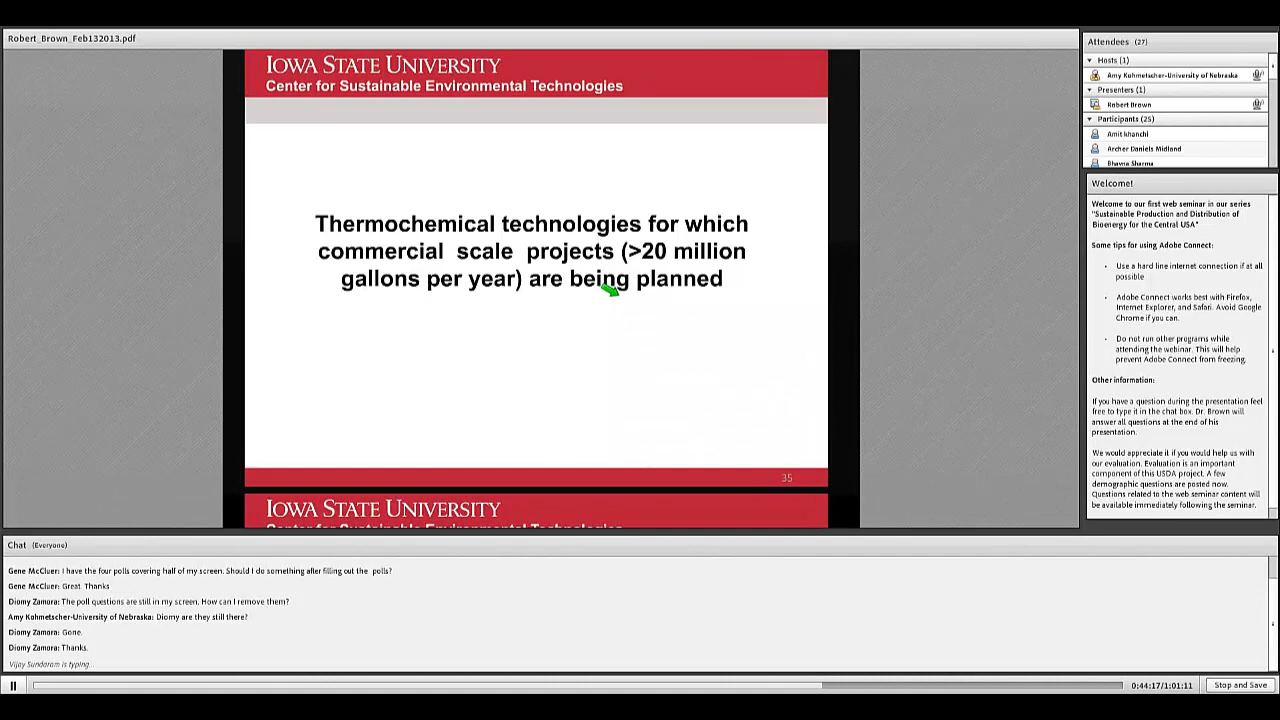 Robert_Brown_Feb132013.pdf
IOWA STATE UNIVERSITY
Center for Sustainable Environmental Technologies
Thermochemical technologies for which
commercial scale projects (>20 million
gallons per year) are being planned
35
IOWA STATE UNIVERSITY
Center for Sustainable Environmental Technologies
Attendees (27)
Hosts (1)
Amy Kohmetscher-University of Nebraska
Presenters (1)
Robert Brown
Participants (25)
Amit khanchi
Archer Daniels Midland
Bhavna Sharma
Welcome!
Welcome to our first web seminar in our series
"Sustainable Production and Distribution of
Bioenergy for the Central USA"
Some tips for using Adobe Connect:
Use a hard line internet connection if at all
possible
Adobe Connect works best with Firefox,
Internet Explorer, and Safari. Avoid Google
Chrome if you can.
Do not run other programs while
attending the webinar. This will help
prevent Adobe Connect from freezing.
Other information:
If you have a question during the presentation feel
free to type it in the chat box. Dr. Brown will
answer all questions at the end of his
presentation.
We would appreciate it if you would help us with
our evaluation. Evaluation is an important
component of this USDA project. A few
demographic questions are posted now.
Questions related to the web seminar content will
be available immediately following the seminar.
Chat (Everyone)
Gene McCluer: I have the four polls covering half of my screen. Should I do something after filling out the polls?
Gene McCluer: Great. Thanks
Diomy Zamora: The poll questions are still in my screen. How can I remove them?
Amy Kohmetscher-University of Nebraska: Diomy are they still there?
Diomy Zamora: Gone.
Diomy Zamora: Thanks.
Vijay Sundaram is typing...
0:44:17/1:01:11
Stop and Save